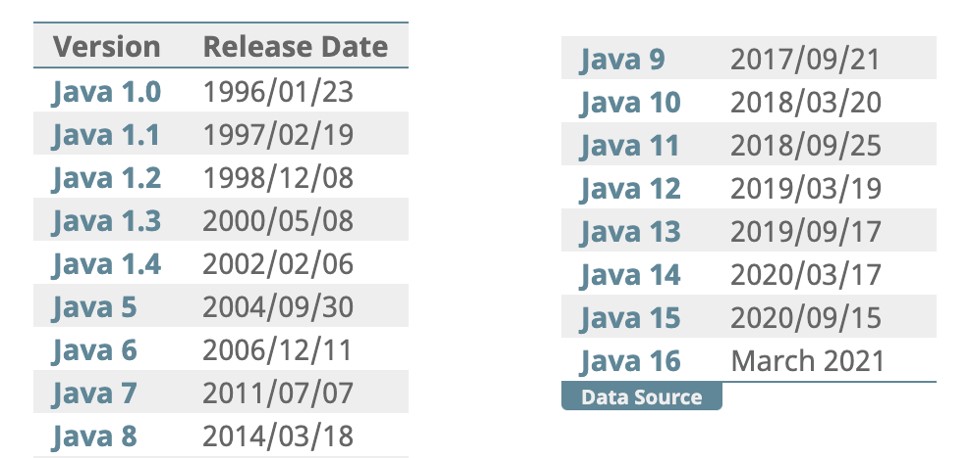 Version Release Date
Java 1.0 1996/01/23
Java 1.1 1997/02/19
Java 1.2 1998/12/08
Java 1.3 2000/05/08
Java 1.4 2002/02/06
Java 5 2004/09/30
Java 6 2006/12/11
Java 7 2011/07/07
Java 8 2014/03/18
Java 9 2017/09/21
Java 10 2018/03/20
Java 11 2018/09/25
Java 12 2019/03/19
Java 13 2019/09/17
Java 14 2020/03/17
Java 15 2020/09/15
Java 16 March 2021
Data Source